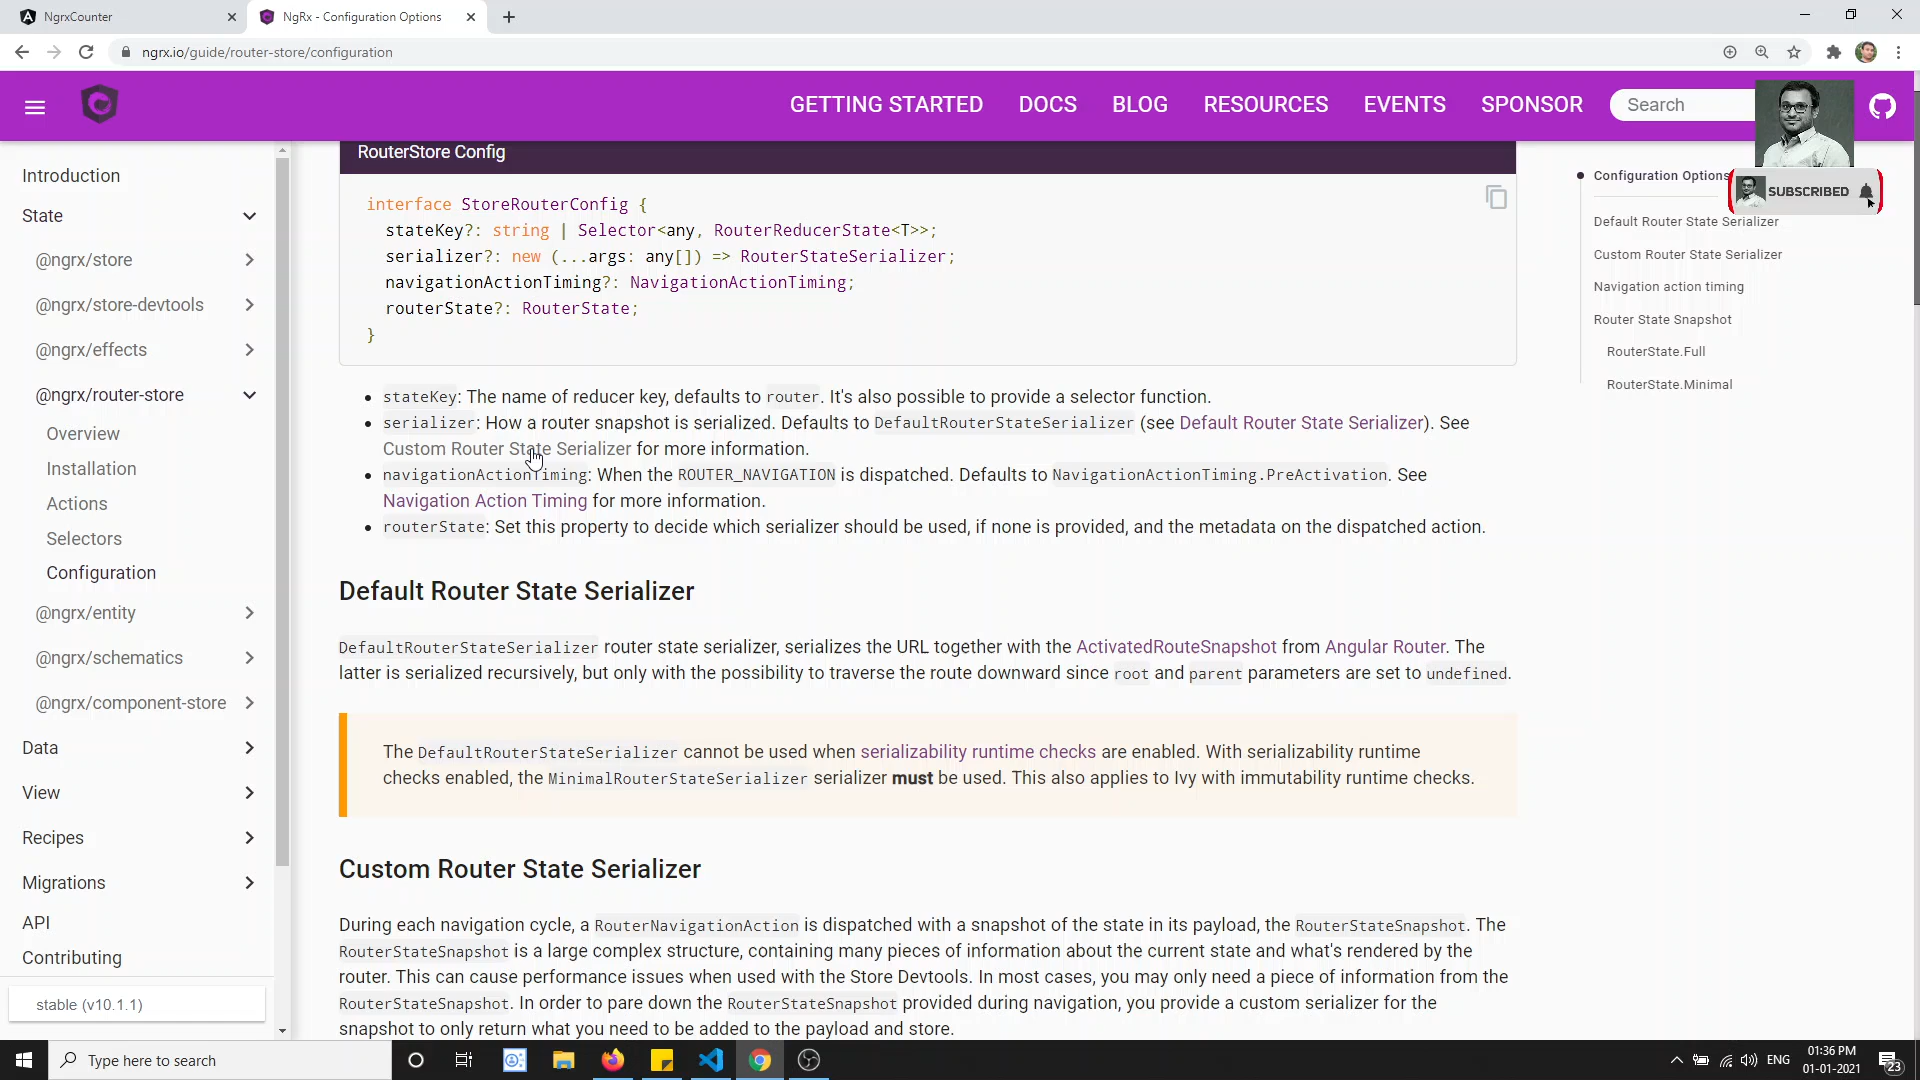 NgrxCounter
NgRx - Configuration Options
ngrx.io/guide/router-store/configuration
GETTING STARTED
DOCS
BLOG
RESOURCES
EVENTS
SPONSOR
Search
SUBSCRIBED
Introduction
State
@ngrx/store
@ngrx/store-devtools
@ngrx/effects
@ngrx/router-store
Overview
Installation
Actions
Selectors
Configuration
@ngrx/entity
@ngrx/schematics
@ngrx/component-store
Data
View
Recipes
Migrations
API
Contributing
stable (v10.1.1)
RouterStore Config
interface StoreRouterConfig {
stateKey?: string | Selector<any, RouterReducerState<T>>;
serializer?: new (...args: any[]) => RouterStateSerializer;
navigationActionTiming?: NavigationActionTiming;
routerState?: RouterState;
}
stateKey: The name of reducer key, defaults to router. It's also possible to provide a selector function.
serializer: How a router snapshot is serialized. Defaults to DefaultRouterStateSerializer (see Default Router State Serializer). See
Custom Router State Serializer for more information.
navigationActionTiming: When the ROUTER_NAVIGATION is dispatched. Defaults to NavigationActionTiming.PreActivation. See
Navigation Action Timing for more information.
routerState: Set this property to decide which serializer should be used, if none is provided, and the metadata on the dispatched action.
Default Router State Serializer
DefaultRouterStateSerializer router state serializer, serializes the URL together with the ActivatedRouteSnapshot from Angular Router. The
latter is serialized recursively, but only with the possibility to traverse the route downward since root and parent parameters are set to undefined.
The DefaultRouterStateSerializer cannot be used when serializability runtime checks are enabled. With serializability runtime
checks enabled, the MinimalRouterStateSerializer serializer must be used. This also applies to Ivy with immutability runtime checks.
Custom Router State Serializer
During each navigation cycle, a RouterNavigationAction is dispatched with a snapshot of the state in its payload, the RouterStateSnapshot. The
RouterStateSnapshot is a large complex structure, containing many pieces of information about the current state and what's rendered by the
router. This can cause performance issues when used with the Store Devtools. In most cases, you may only need a piece of information from the
RouterStateSnapshot. In order to pare down the RouterStateSnapshot provided during navigation, you provide a custom serializer for the
snapshot to only return what you need to be added to the payload and store.
Configuration Options
Default Router State Serializer
Custom Router State Serializer
Navigation action timing
Router State Snapshot
RouterState.Full
RouterState.Minimal
Type here to search
ENG
01:36 PM
01-01-2021
23